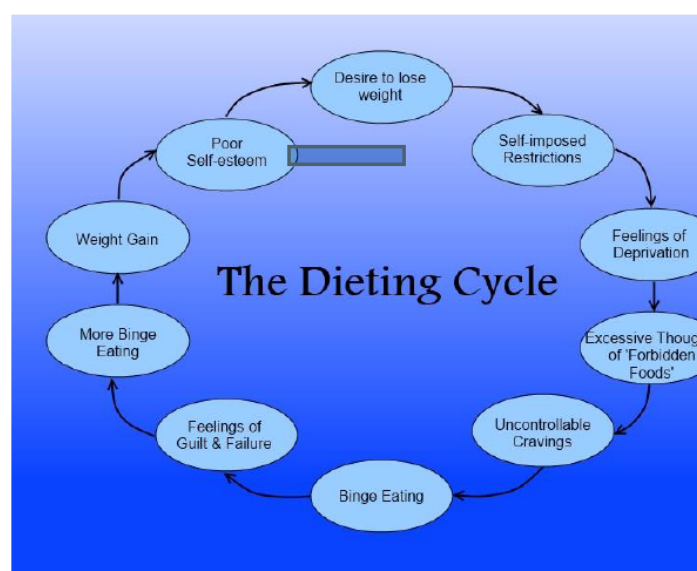 Desire to lose
weight
Self-imposed
Restrictions
Feelings of
Deprivation
Excessive
of 'Forbidden
Foods'
Uncontrollable
Cravings
Binge Eating
Feelings of
Guilt & Failure
More Binge
Eating
Weight Gain
Poor
Self-esteem
The Dieting Cycle